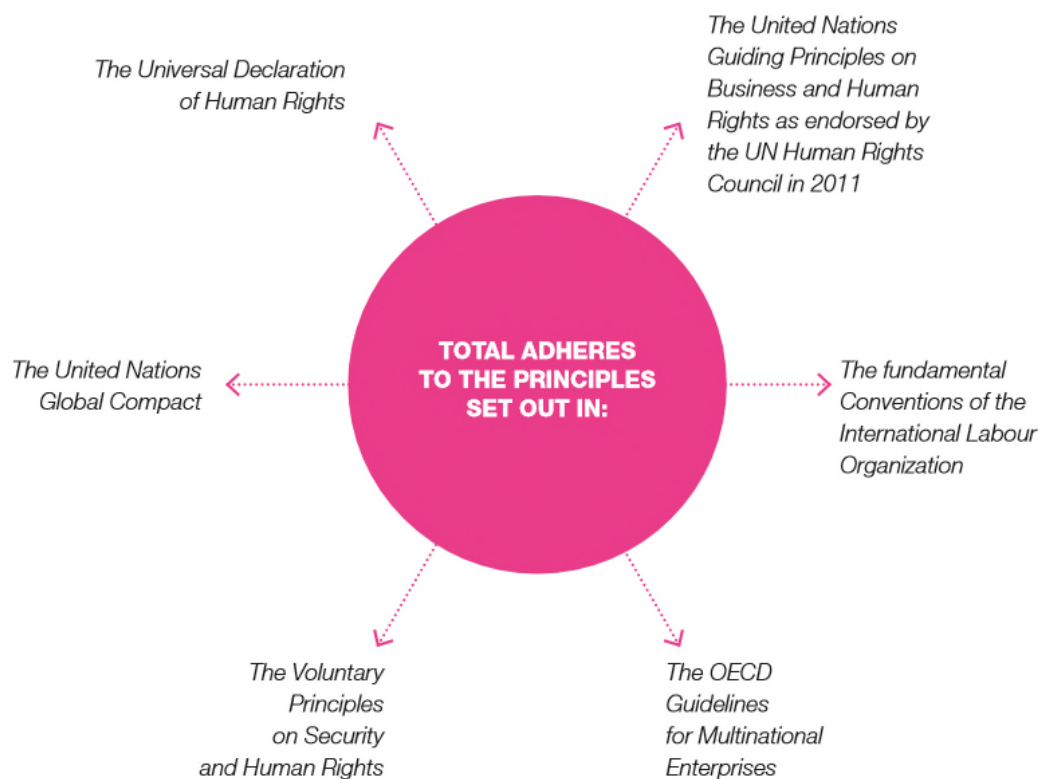 The Universal Declaration
of Human Rights
The United Nations
Guiding Principles on
Business and Human
Rights as endorsed by
the UN Human Rights
Council in 2011
The United Nations
Global Compact
TOTAL ADHERES
TO THE PRINCIPLES
SET OUT IN:
The fundamental
Conventions of the
International Labour
Organization
The Voluntary
Principles
on Security
and Human Rights
The OECD
Guidelines
for Multinational
Enterprises